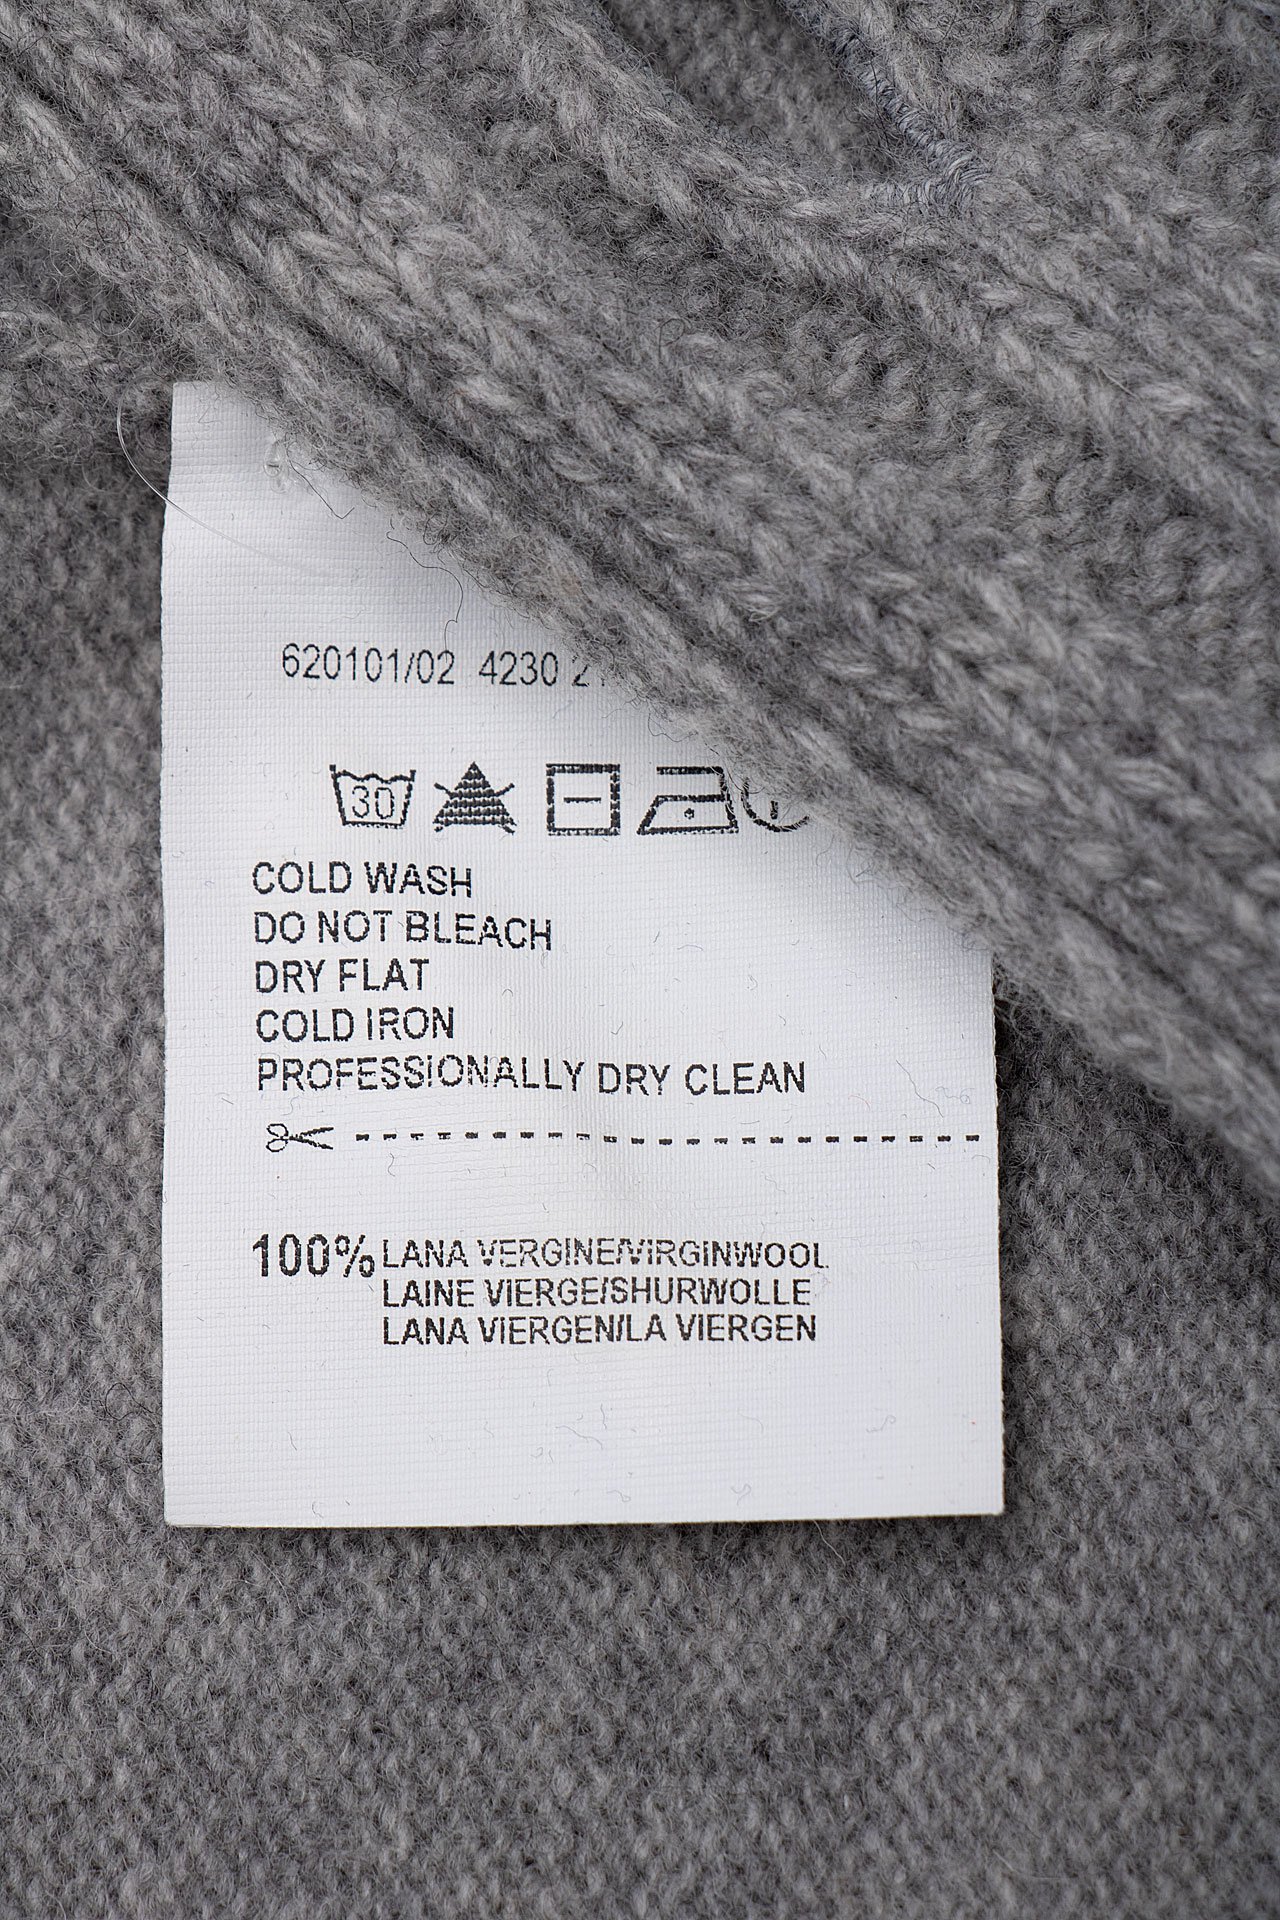 620101/02 4230
30
COLD WASH
DO NOT BLEACH
DRY FLAT
COLD IRON
PROFESSIONALLY DRY CLEAN
100% LANA VERGINE/VIRGINWOOL
LAINE VIERGE/SHURWOLLE
LANA VIERGEN/LA VIERGEN